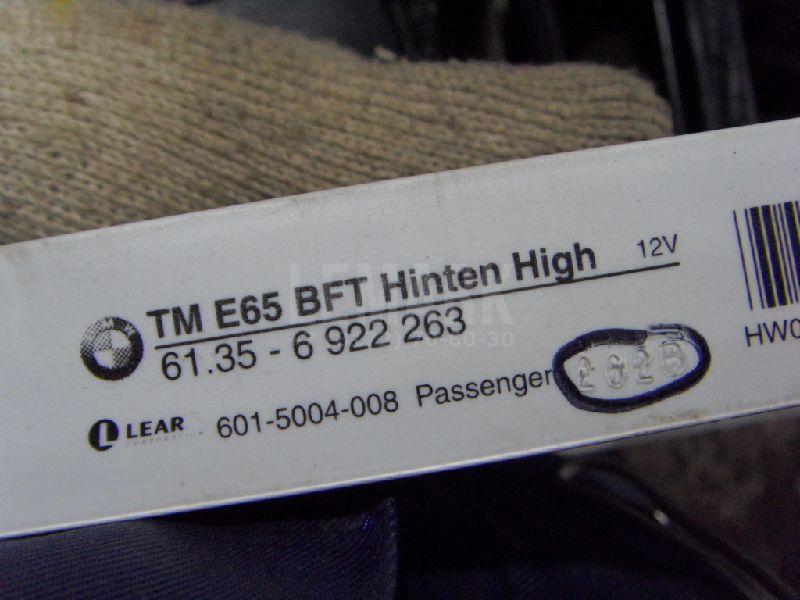 TM E65 BFT Hinten High 12V
61.35 - 6 922 263
LEAR 601-5004-008 Passenger
HW0